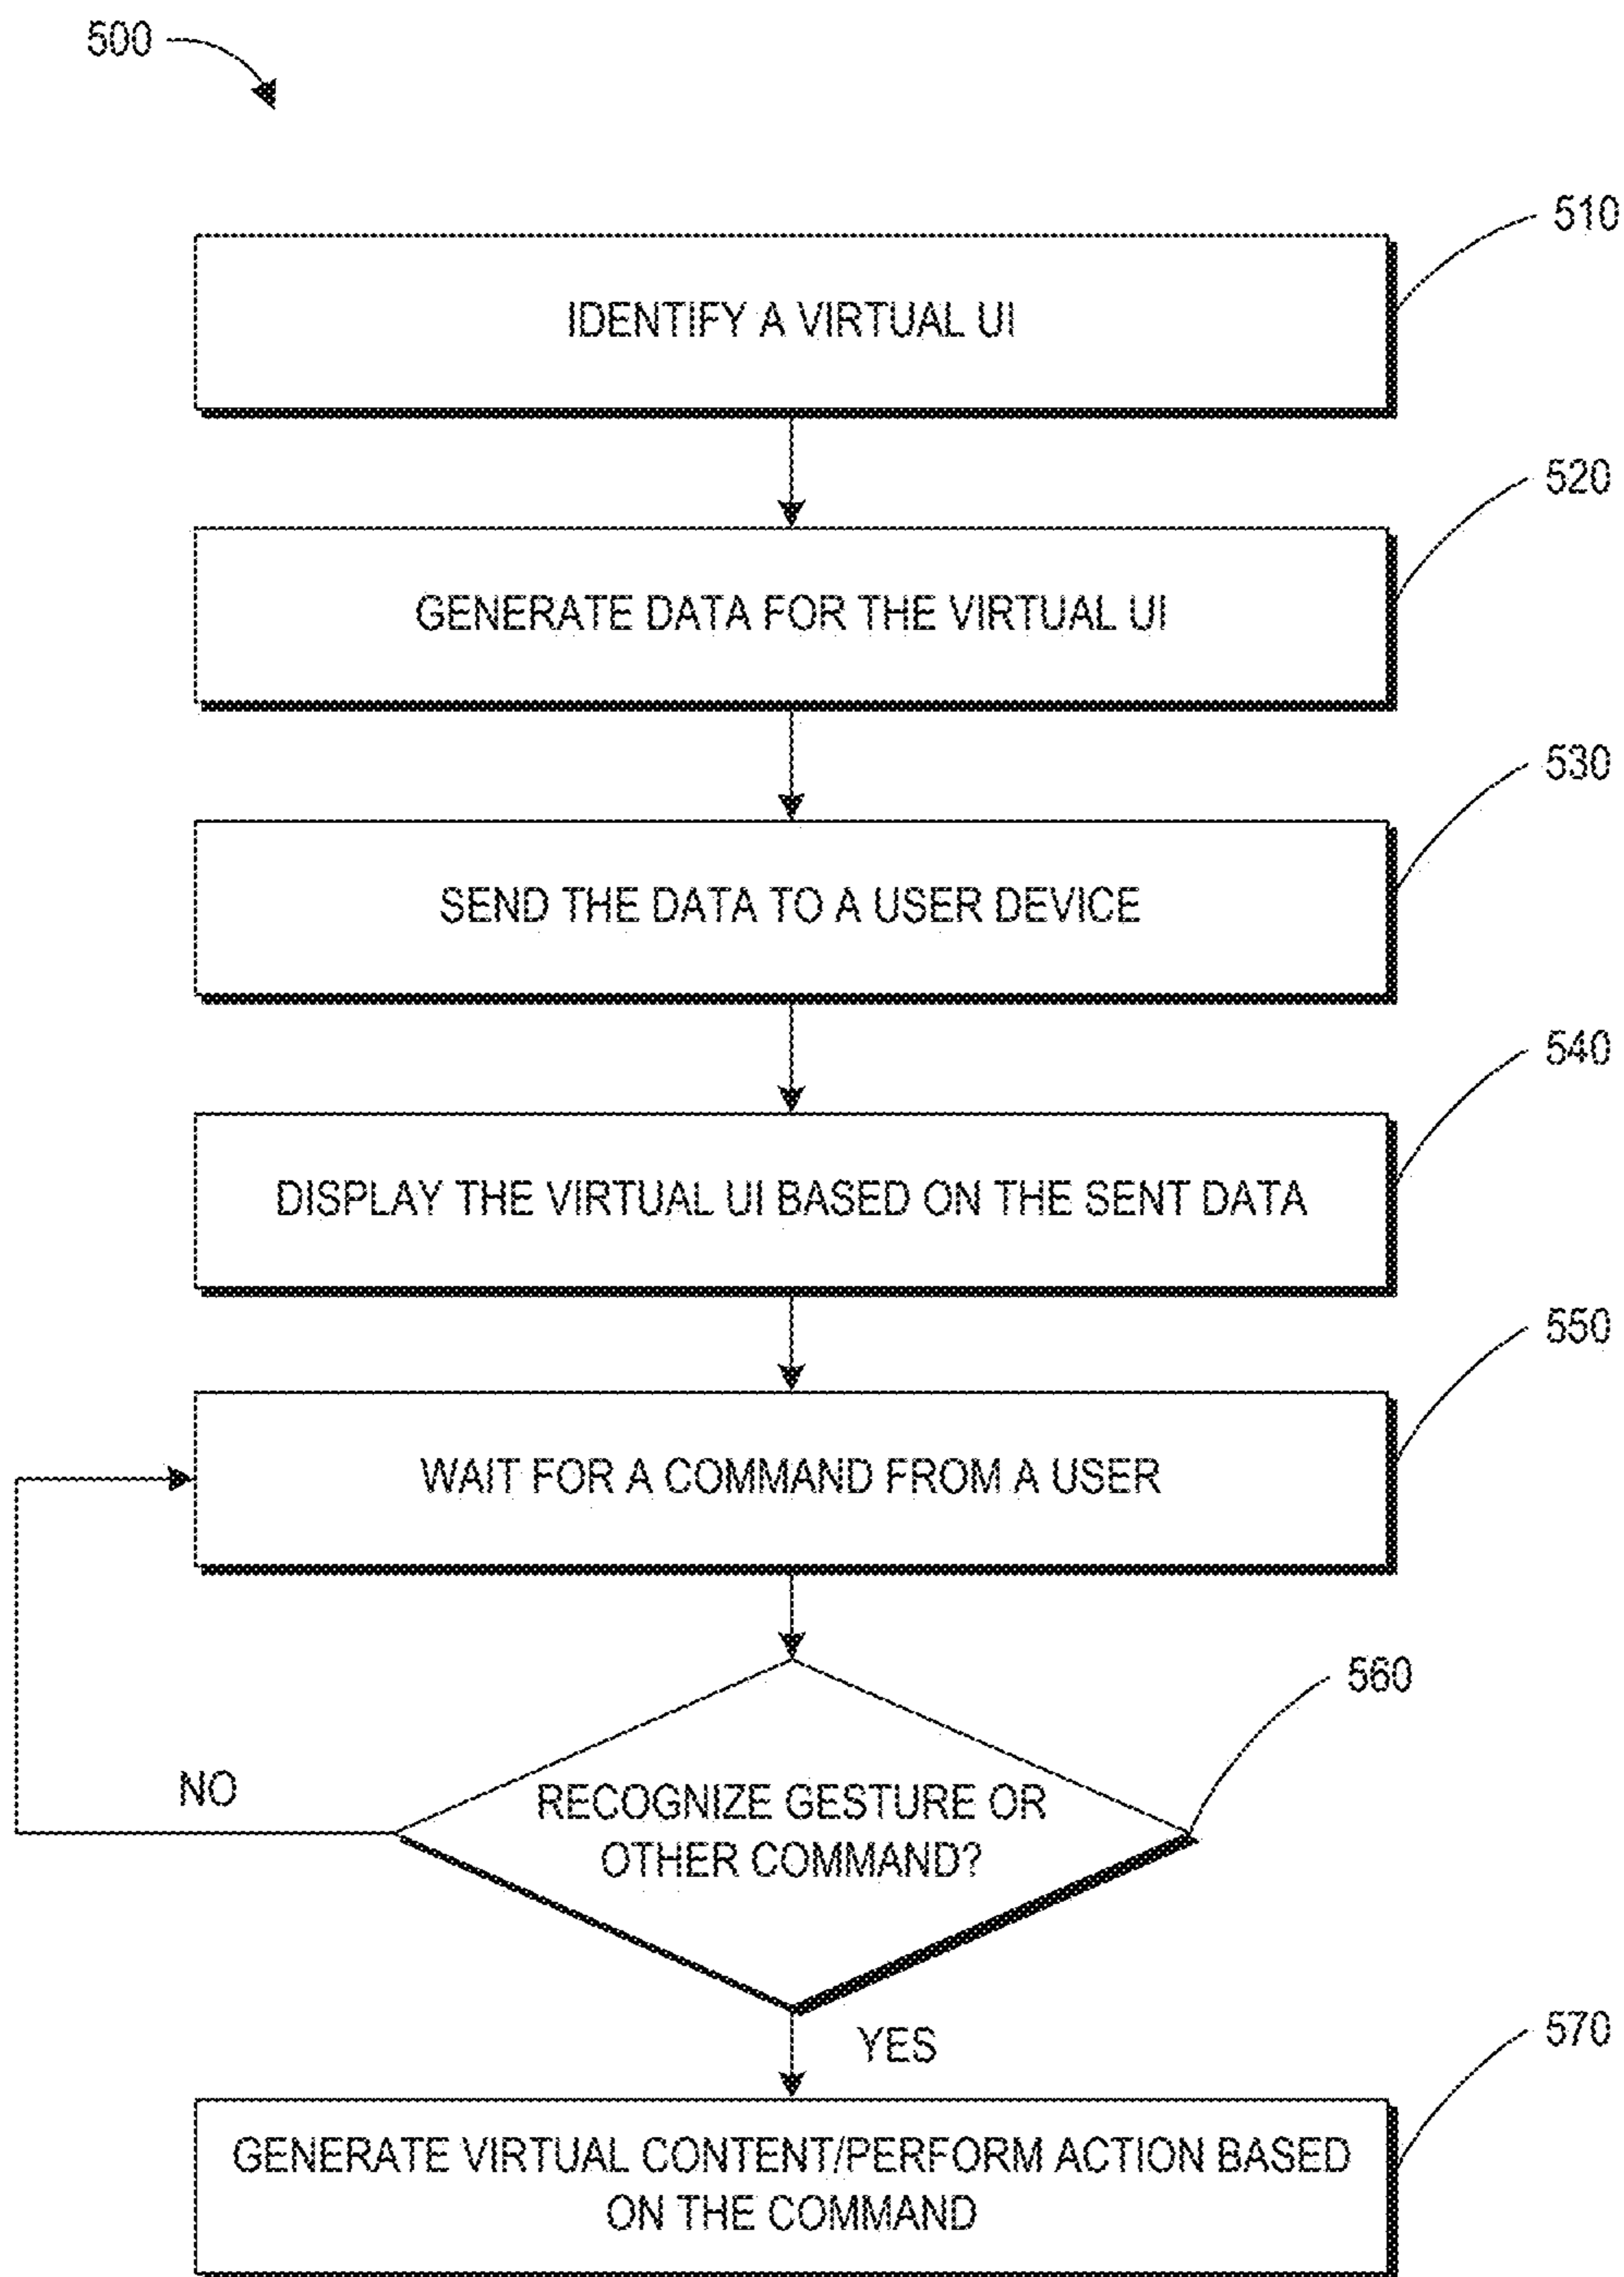 500
510
IDENTIFY A VIRTUAL UI
520
GENERATE DATA FOR THE VIRTUAL UI
530
SEND THE DATA TO A USER DEVICE
540
DISPLAY THE VIRTUAL UI BASED ON THE SENT DATA
550
WAIT FOR A COMMAND FROM A USER
560
NO
RECOGNIZE GESTURE OR
OTHER COMMAND?
YES
570
GENERATE VIRTUAL CONTENT/PERFORM ACTION BASED
ON THE COMMAND